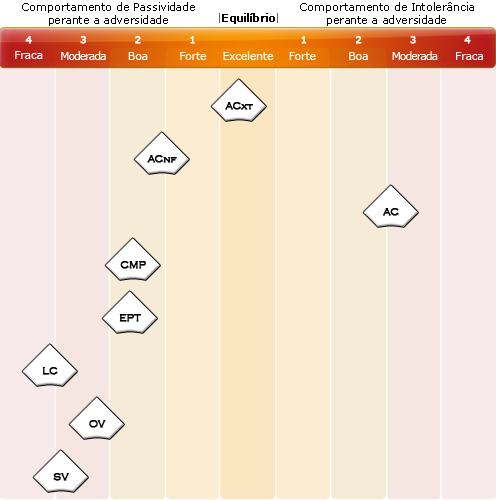 Comportamento de Passividade
perante a adversidade
|Equilíbrio|
Comportamento de Intolerância
perante a adversidade
4 3 2 1 1 2 3 4
Fraca Moderada Boa Forte Excelente Forte Boa Moderada Fraca
ACXT
ACNF
AC
CMP
EPT
LC
OV
SV